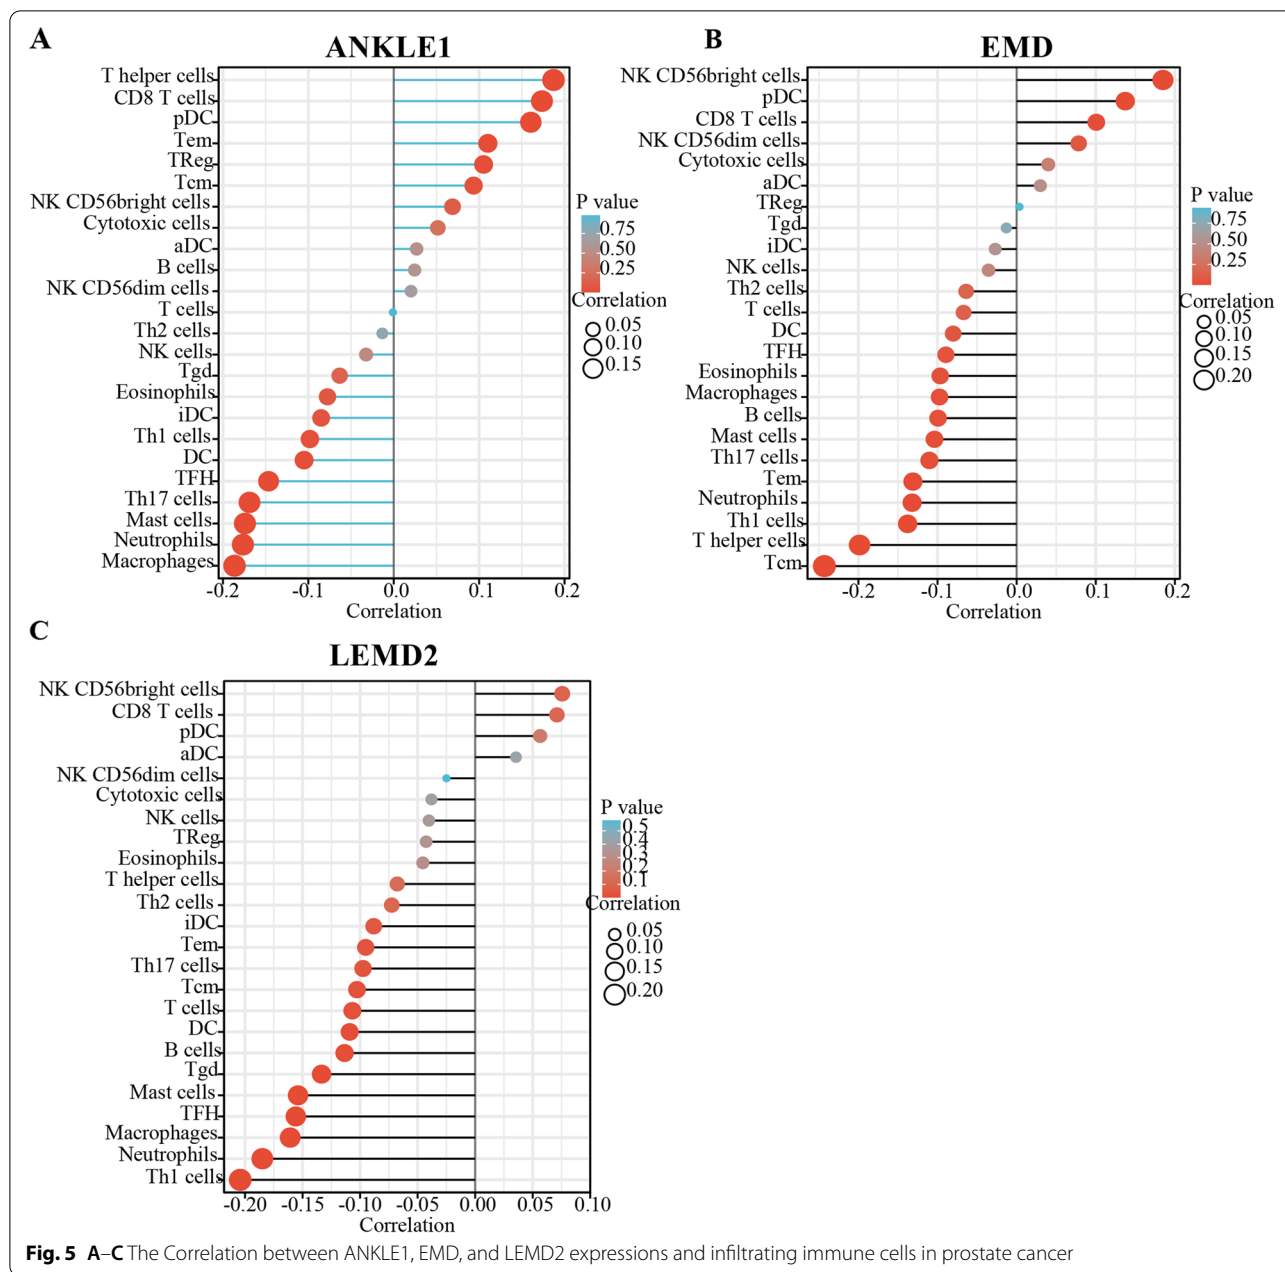 A
ANKLE1
T helper cells
CD8 T cells
pDC
Tem
TReg
Tcm
NK CD56bright cells
Cytotoxic cells
aDC
B cells
NK CD56dim cells
T cells
Th2 cells
NK cells
Tgd
Eosinophils
iDC
Th1 cells
DC
TFH
Th17 cells
Mast cells
Neutrophils
Macrophages
-0.2 -0.1 0.0 0.1 0.2
Correlation
P value
0.75
0.50
0.25
Correlation
0.05
0.10
0.15
B
EMD
NK CD56bright cells
pDC
CD8 T cells
NK CD56dim cells
Cytotoxic cells
aDC
TReg
Tgd
iDC
NK cells
Th2 cells
T cells
DC
TFH
Eosinophils
Macrophages
B cells
Mast cells
Th17 cells
Tem
Neutrophils
Th1 cells
T helper cells
Tcm
-0.2 -0.1 0.0 0.1 0.2
Correlation
P value
0.75
0.50
0.25
Correlation
0.05
0.10
0.15
0.20
C
LEMD2
NK CD56bright cells
CD8 T cells
pDC
aDC
NK CD56dim cells
Cytotoxic cells
NK cells
TReg
Eosinophils
T helper cells
Th2 cells
iDC
Tem
Th17 cells
Tcm
T cells
DC
B cells
Tgd
Mast cells
TFH
Macrophages
Neutrophils
Th1 cells
-0.20 -0.15 -0.10 -0.05 0.00 0.05 0.10
Correlation
P value
0.5
0.4
0.3
0.2
0.1
Correlation
0.05
0.10
0.15
0.20
Fig. 5 A–C The Correlation between ANKLE1, EMD, and LEMD2 expressions and infiltrating immune cells in prostate cancer